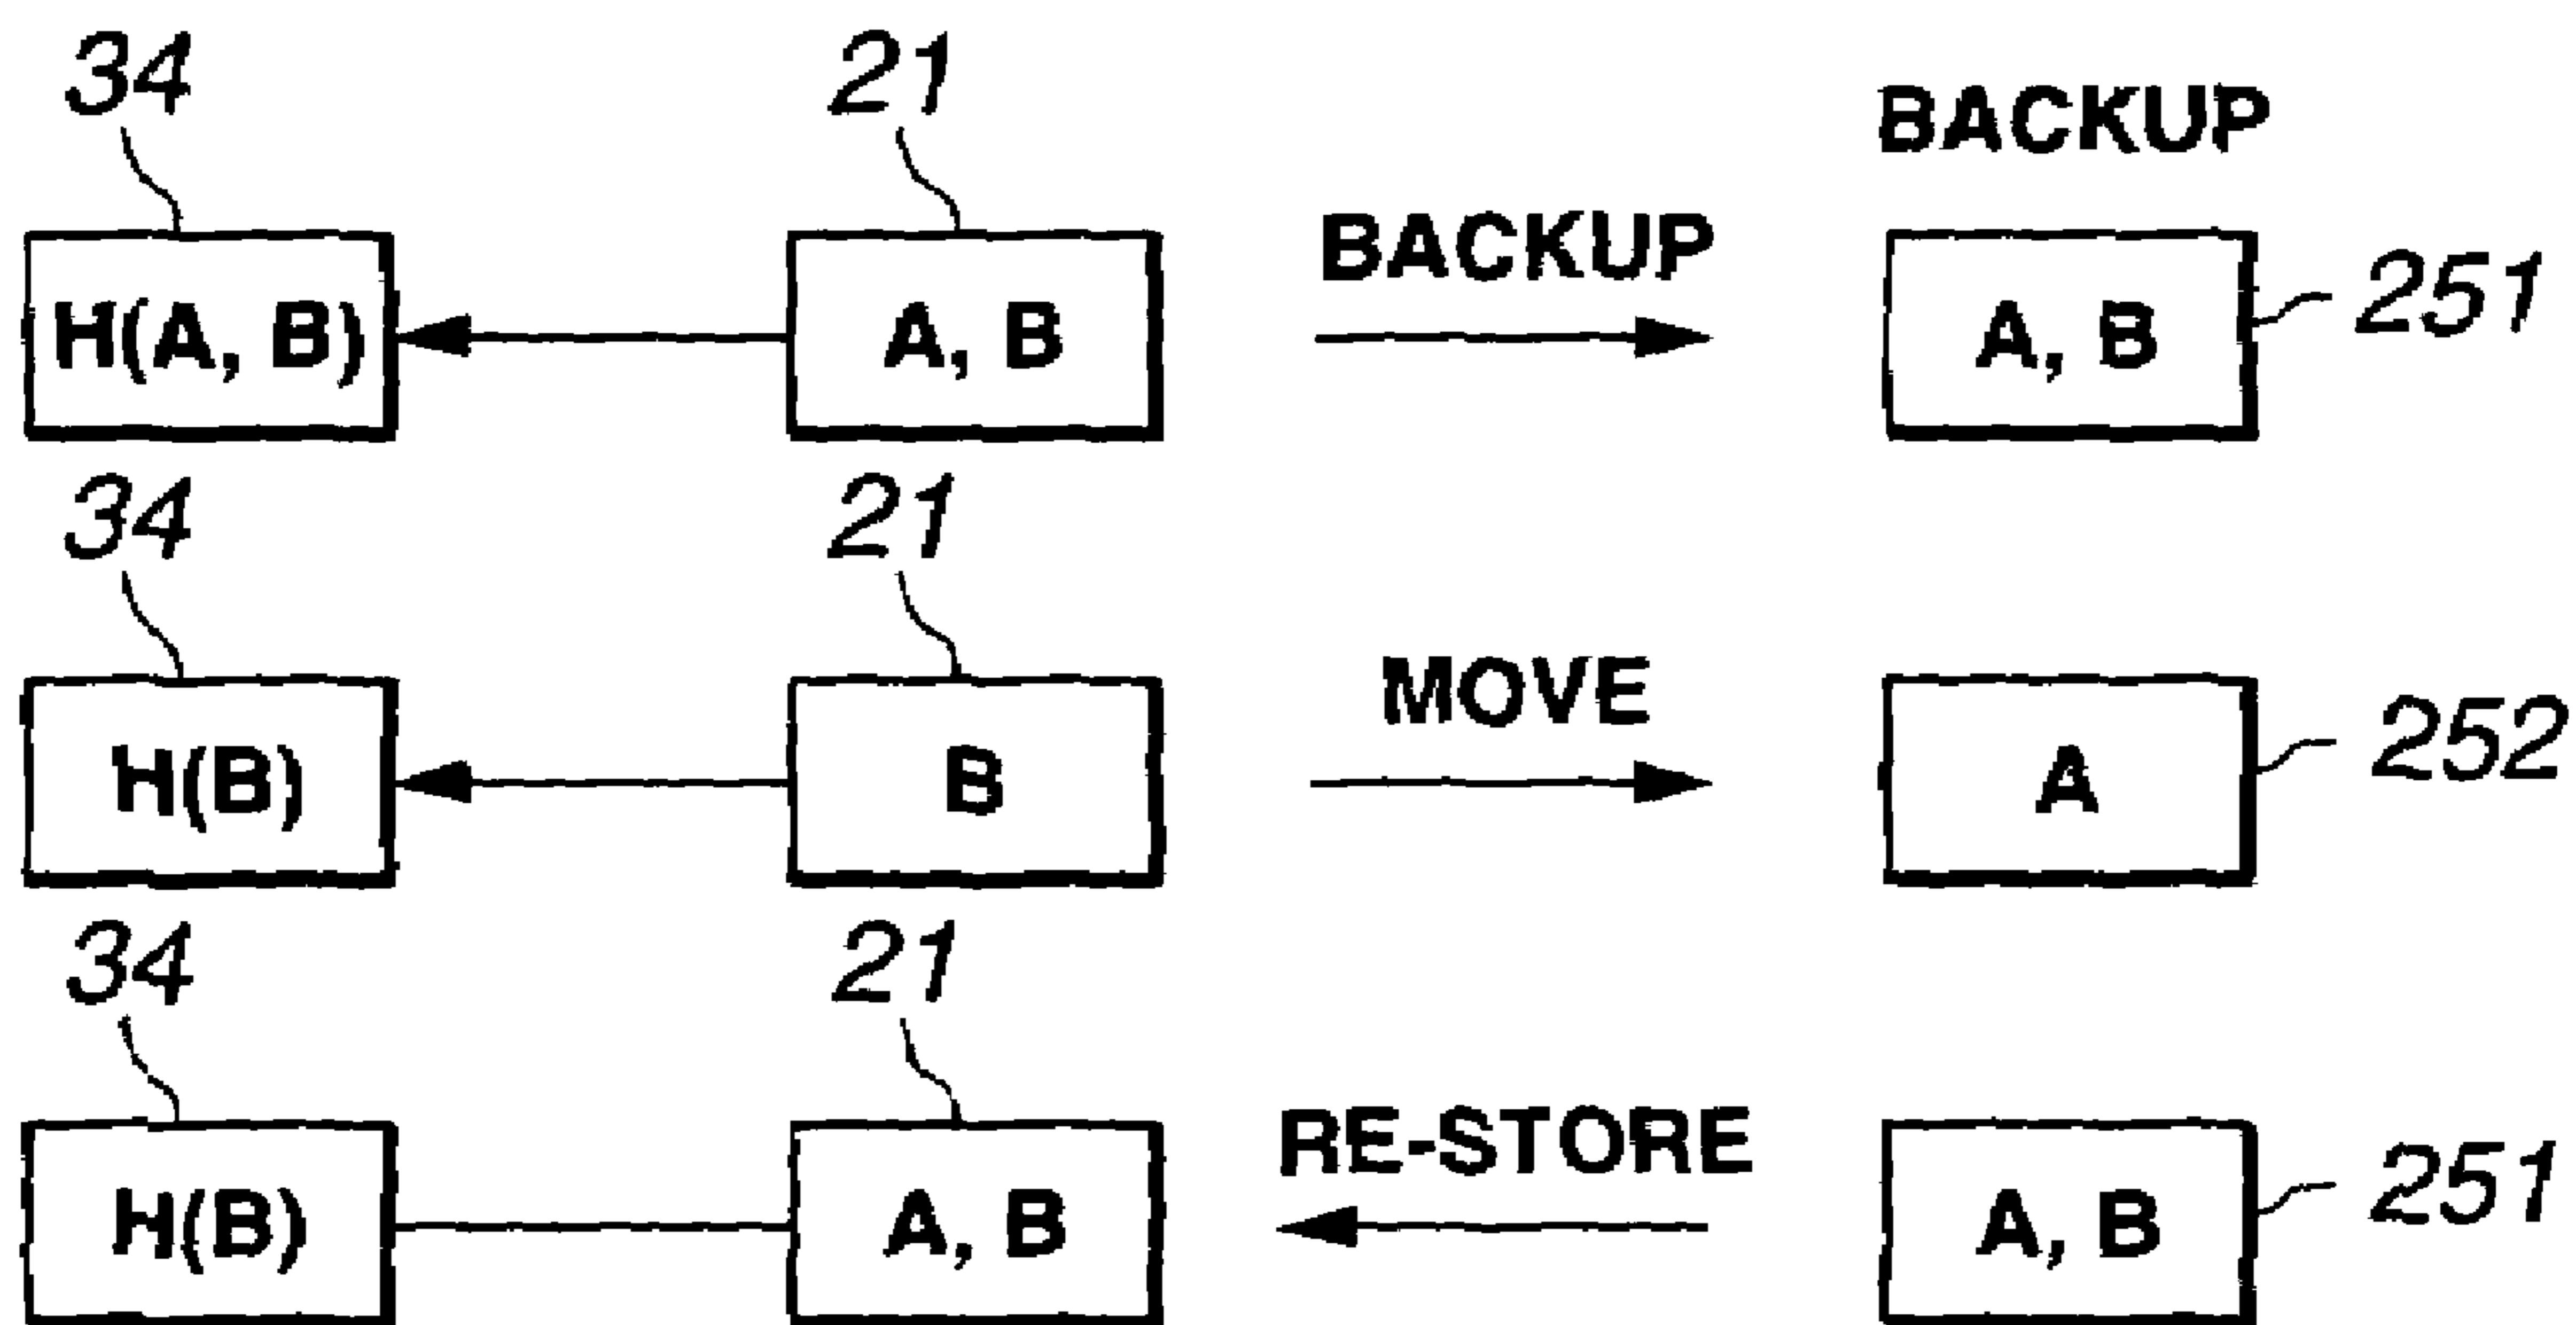 34 21 BACKUP
BACKUP
H(A, B) A, B A, B 251
34 21
MOVE
H(B) B A 252
34 21
RE-STORE
H(B) A, B A, B 251